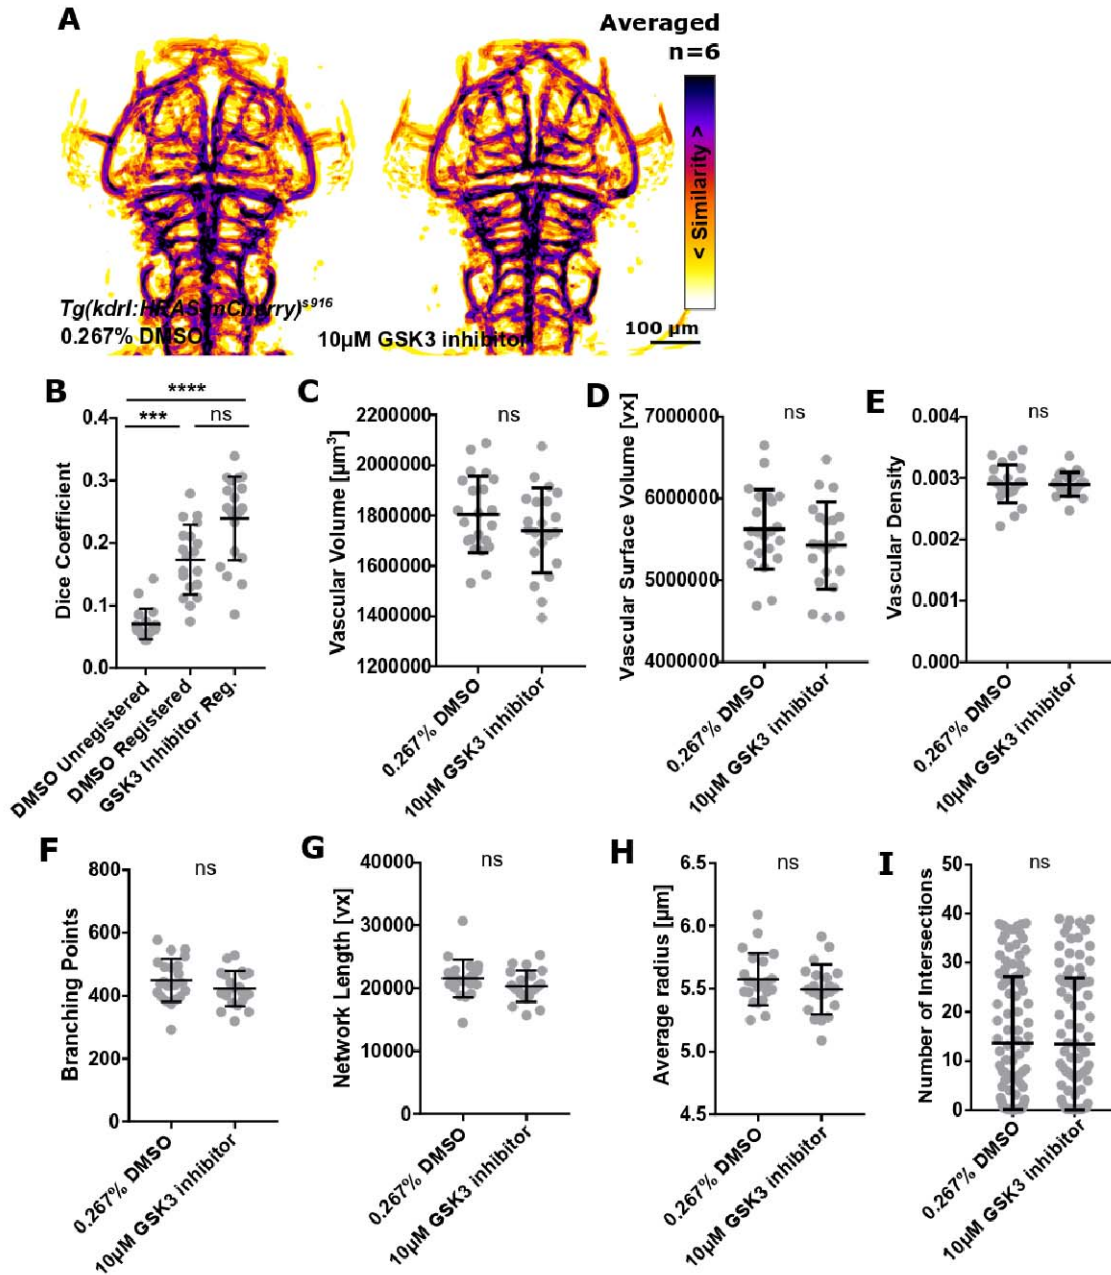 A
Averaged
n=6
< Similarity >
Tg(kdrl:HRAS-mCherry)s916
0.267% DMSO
10μM GSK3 inhibitor
100 μm
B
****
***
ns
Dice Coefficient
0.4
0.3
0.2
0.1
0.0
DMSO Unregistered
DMSO Registered
GSK3 Inhibitor Reg.
C
ns
Vascular Volume [μm³]
2200000
2000000
1800000
1600000
1400000
1200000
0.267% DMSO
10μM GSK3 inhibitor
D
ns
Vascular Surface Volume [vx]
7000000
6000000
5000000
4000000
0.267% DMSO
10μM GSK3 inhibitor
E
ns
Vascular Density
0.004
0.003
0.002
0.001
0.000
0.267% DMSO
10μM GSK3 inhibitor
F
ns
Branching Points
800
600
400
200
0
0.267% DMSO
10μM GSK3 inhibitor
G
ns
Network Length [vx]
40000
30000
20000
10000
0
0.267% DMSO
10μM GSK3 inhibitor
H
ns
Average radius [μm]
6.5
6.0
5.5
5.0
4.5
0.267% DMSO
10μM GSK3 inhibitor
I
ns
Number of Intersections
50
40
30
20
10
0
0.267% DMSO
10μM GSK3 inhibitor